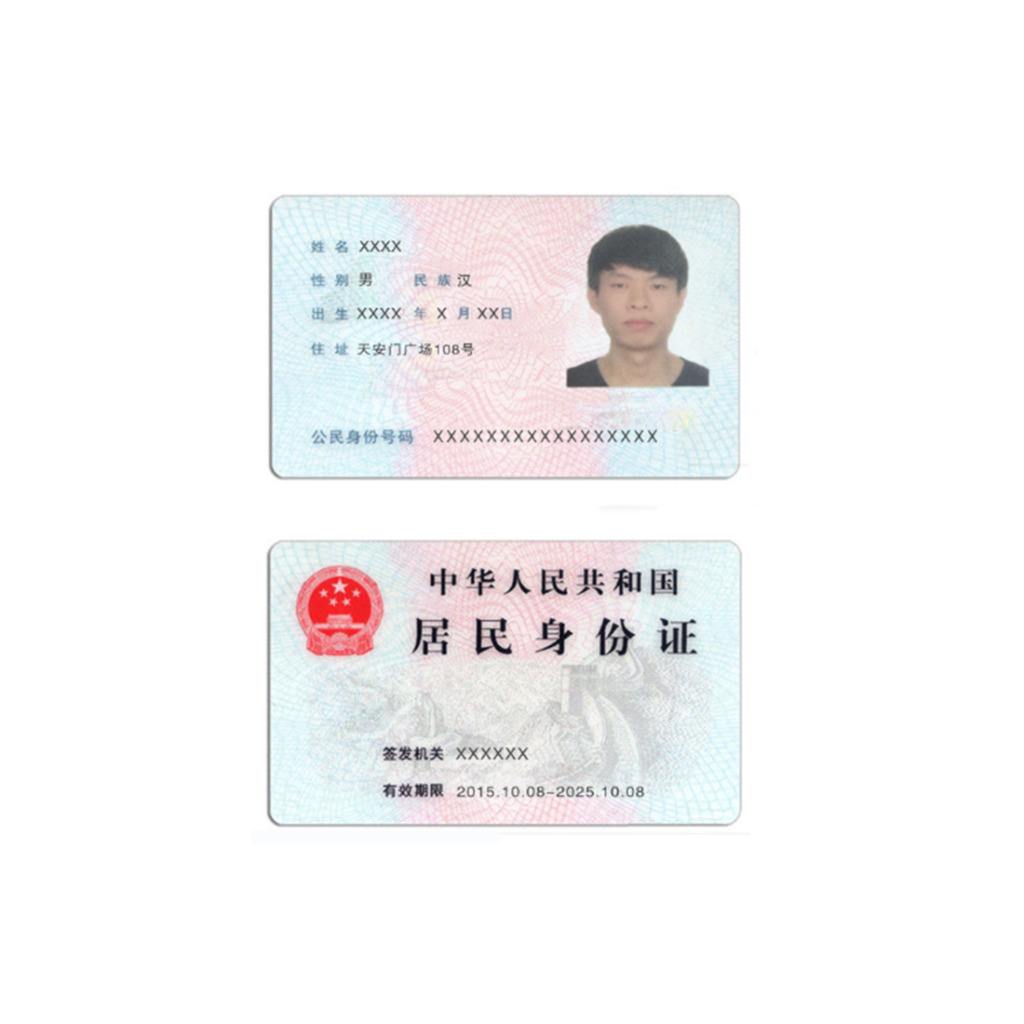 姓名 XXXX
性别 男 民族 汉
出生 XXXX 年 X 月 XX日
住址 天安门广场108号
公民身份号码 XXXXXXXXXXXXXXXXX
中华人民共和国
居民身份证
签发机关 XXXXXX
有效期限 2015.10.08-2025.10.08